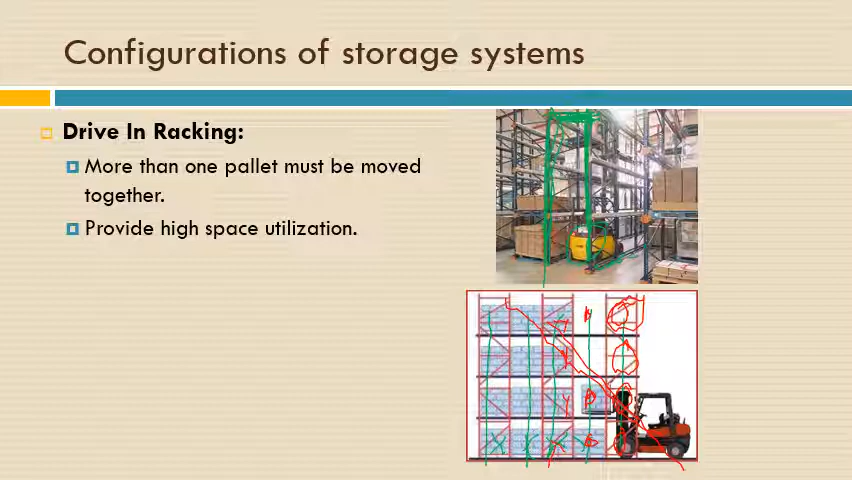 Configurations of storage systems
Drive In Racking:
More than one pallet must be moved
together.
Provide high space utilization.